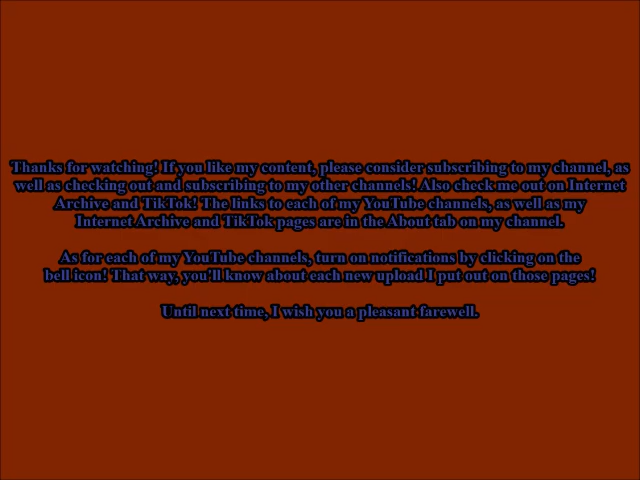 Thanks for watching! If you like my content, please consider subscribing to my channel, as
well as checking out and subscribing to my other channels! Also check me out on Internet
Archive and TikTok! The links to each of my YouTube channels, as well as my
Internet Archive and TikTok pages are in the About tab on my channel.
As for each of my YouTube channels, turn on notifications by clicking on the
bell icon! That way, you'll know about each new upload I put out on those pages!
Until next time, I wish you a pleasant farewell.